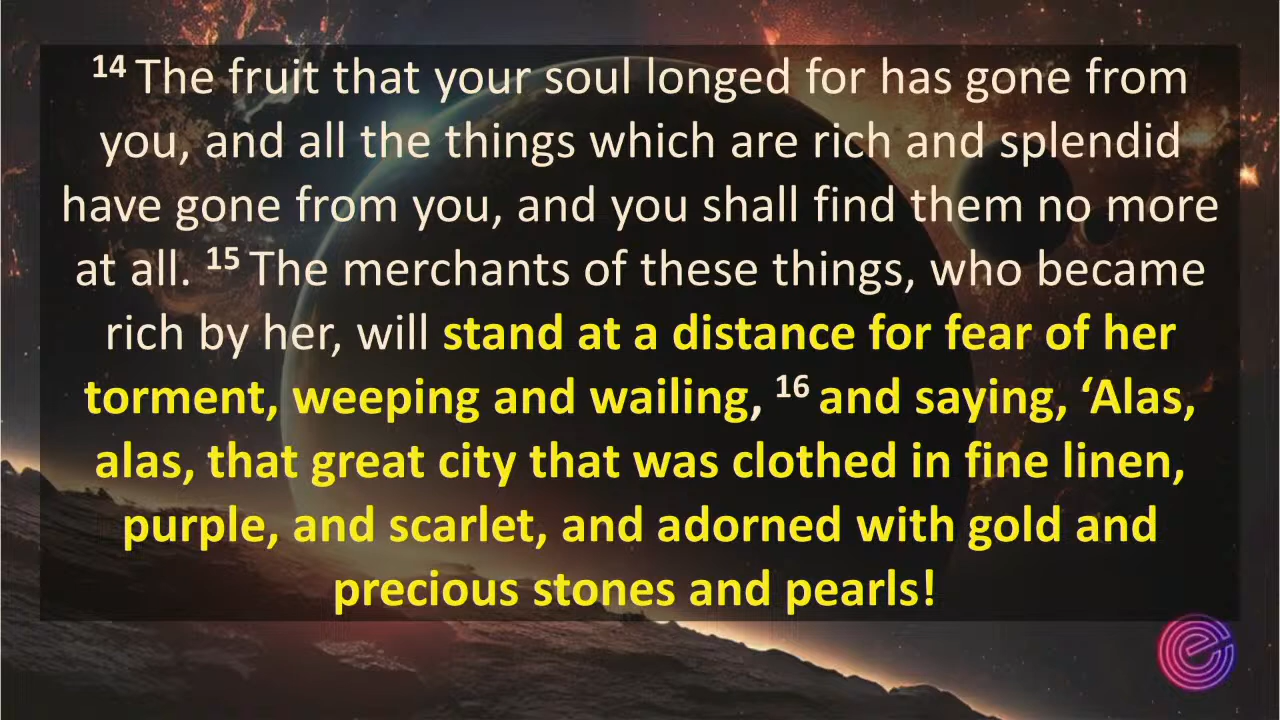 14 The fruit that your soul longed for has gone from
you, and all the things which are rich and splendid
have gone from you, and you shall find them no more
at all. 15 The merchants of these things, who became
rich by her, will stand at a distance for fear of her
torment, weeping and wailing, 16 and saying, ‘Alas,
alas, that great city that was clothed in fine linen,
purple, and scarlet, and adorned with gold and
precious stones and pearls!